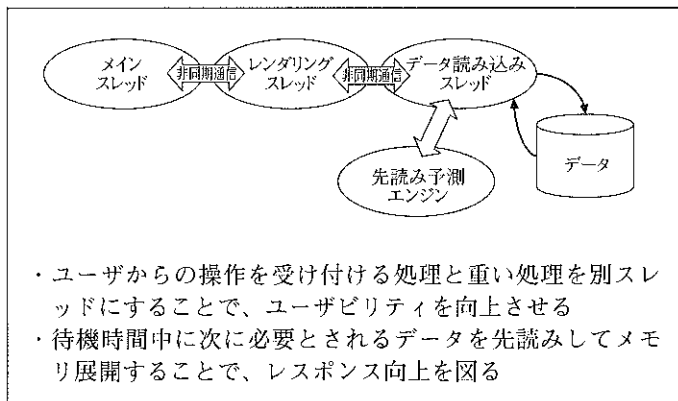 メイン
スレッド
非同期通信
レンダリング
スレッド
非同期通信
データ読み込み
スレッド
データ
先読み予測
エンジン
・ユーザからの操作を受け付ける処理と重い処理を別スレ
ッドにすることで、ユーザビリティを向上させる
・待機時間中に次に必要とされるデータを先読みしてメモ
リ展開することで、レスポンス向上を図る